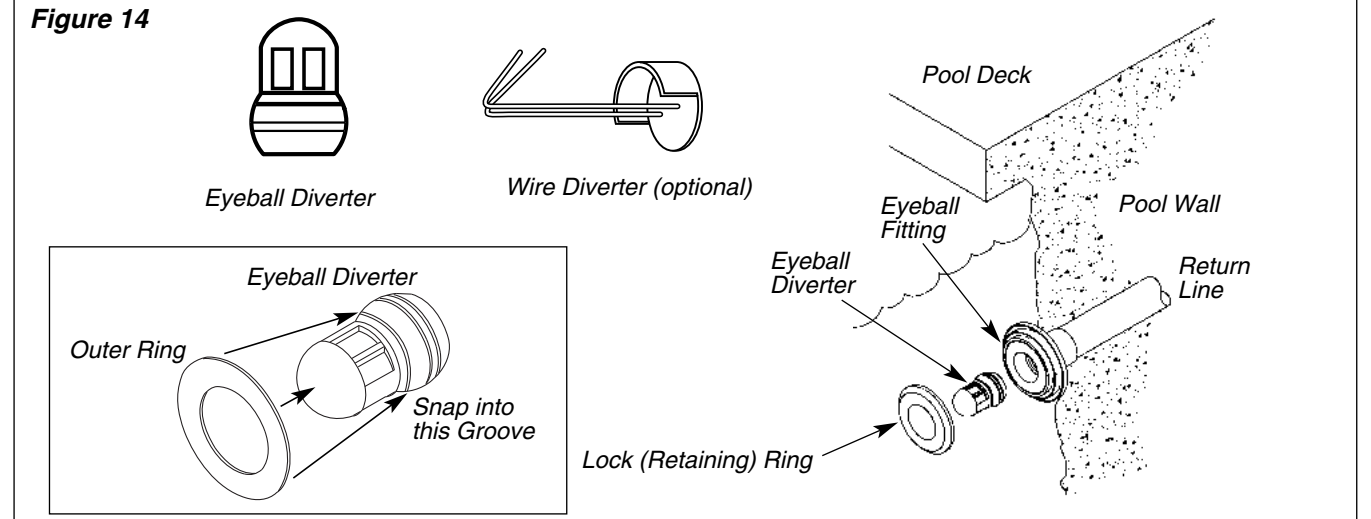 Figure 14
Eyeball Diverter
Wire Diverter (optional)
Eyeball Diverter
Outer Ring
Snap into
this Groove
Pool Deck
Pool Wall
Eyeball
Fitting
Eyeball
Diverter
Return
Line
Lock (Retaining) Ring